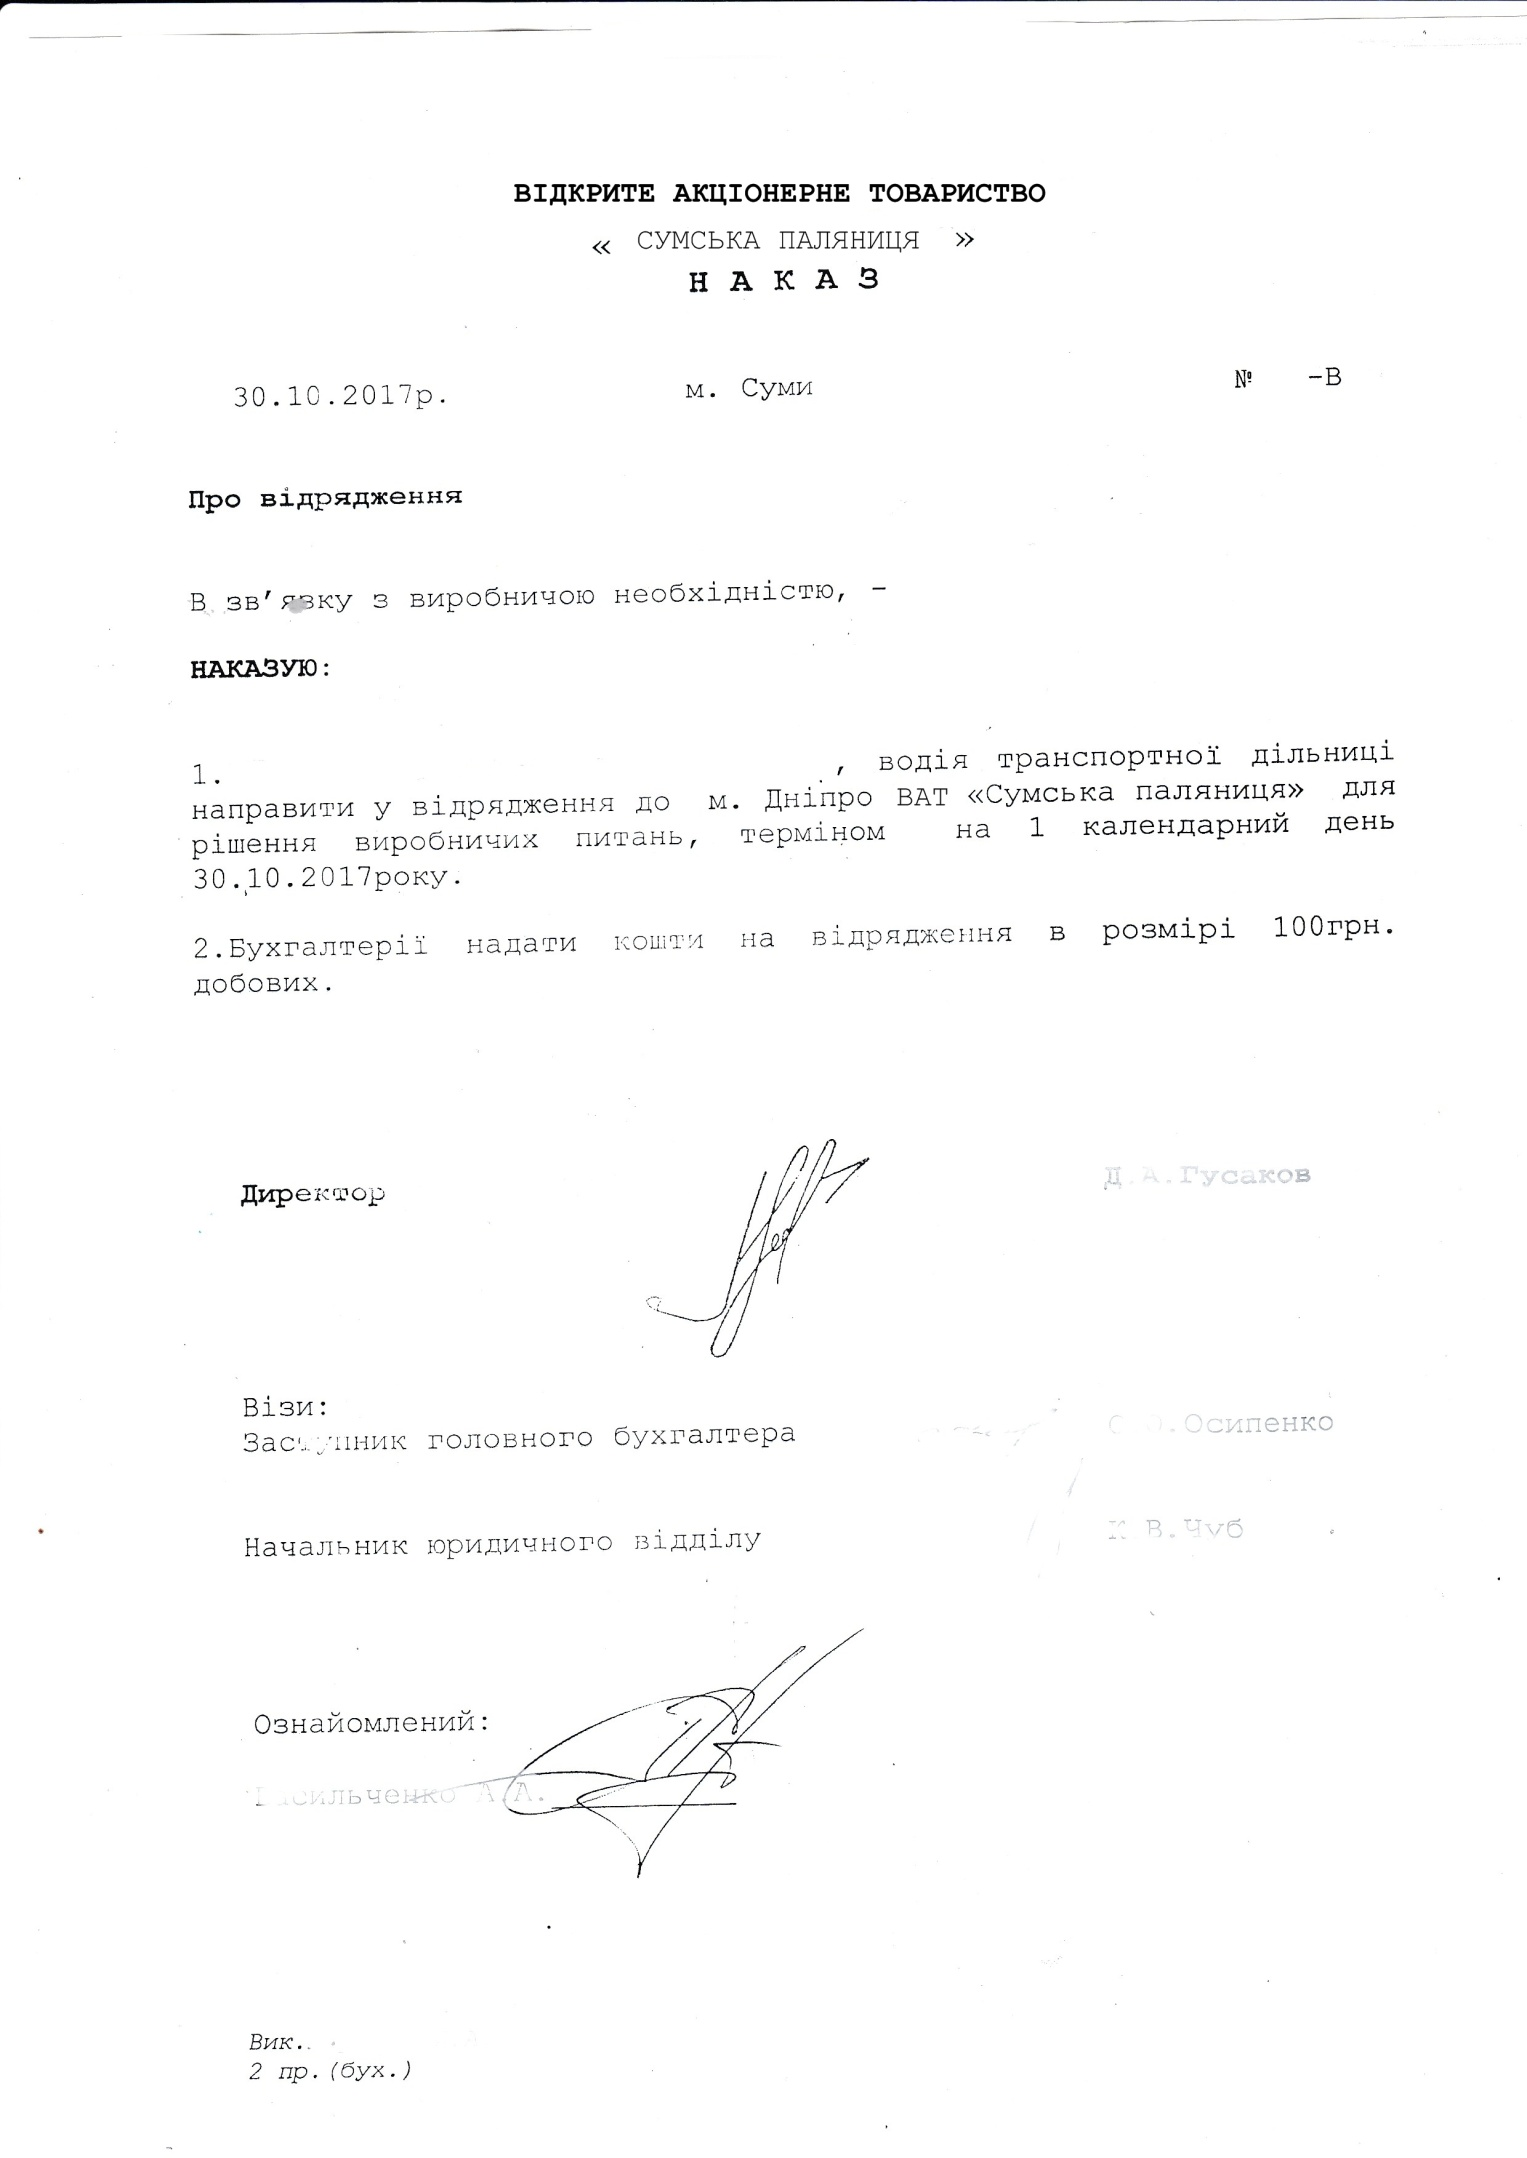 ВІДКРИТЕ АКЦІОНЕРНЕ ТОВАРИСТВО
« СУМСЬКА ПАЛЯНИЦЯ »
Н А К А З
30.10.2017р. м. Суми № -В
Про відрядження
В зв’язку з виробничою необхідністю, –
НАКАЗУЮ:
1. , водія транспортної дільниці
направити у відрядження до м. Дніпро ВАТ «Сумська паляниця» для
рішення виробничих питань, терміном на 1 календарний день
30.10.2017року.
2.Бухгалтерії надати кошти на відрядження в розмірі 100грн.
добових.
Директор Д.А.Гусаков
Візи:
Заступник головного бухгалтера Осипенко
Начальник юридичного відділу К.В.Чуб
Ознайомлений:
Васильченко А.А.
Вик.
2 пр.(бух.)